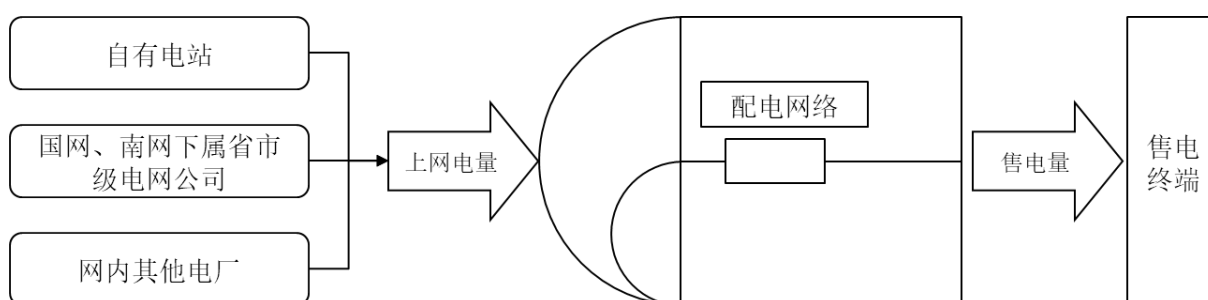 自有电站
国网、南网下属省市
级电网公司
网内其他电厂
上网电量
配电网络
售电量
售电
终端